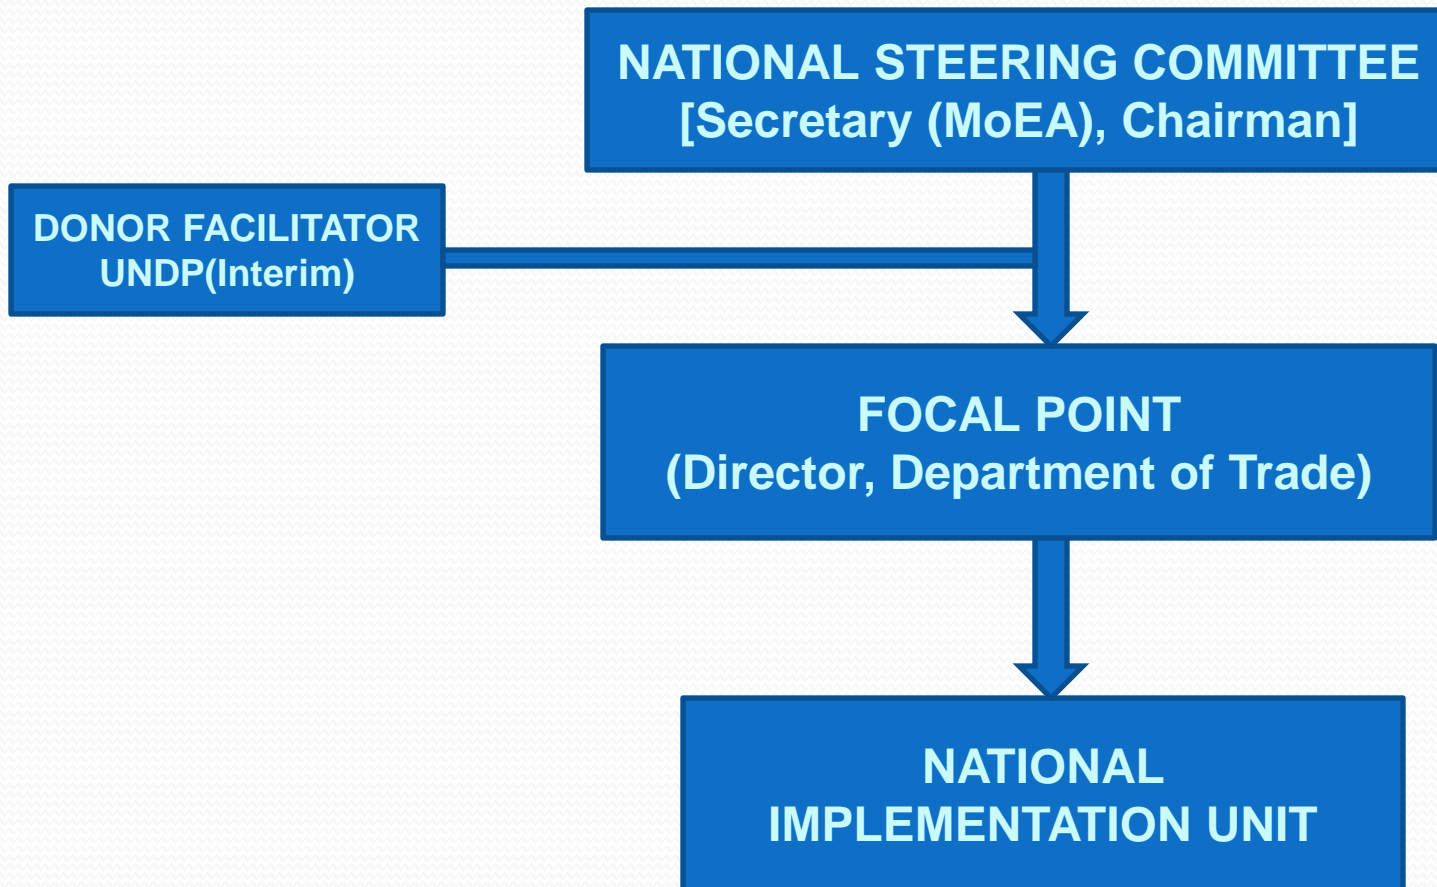 NATIONAL STEERING COMMITTEE
[Secretary (MoEA), Chairman]
DONOR FACILITATOR
UNDP(Interim)
FOCAL POINT
(Director, Department of Trade)
NATIONAL
IMPLEMENTATION UNIT